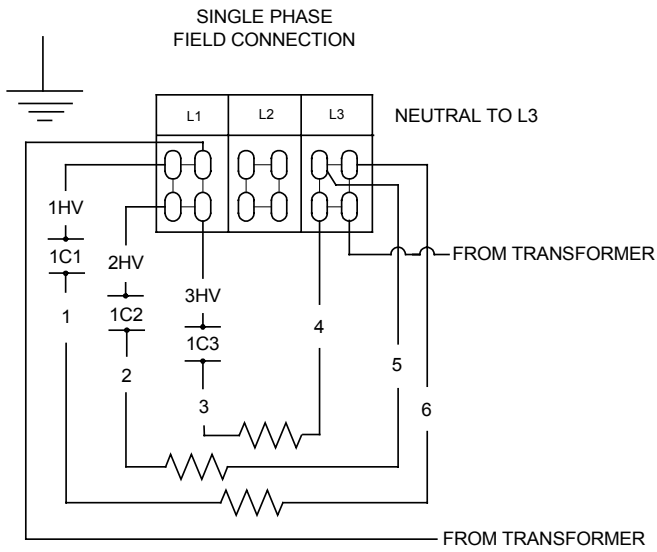 SINGLE PHASE
FIELD CONNECTION
L1
L2
L3
NEUTRAL TO L3
1HV
1C1
1
2HV
1C2
2
3HV
1C3
3
4
5
6
FROM TRANSFORMER
FROM TRANSFORMER